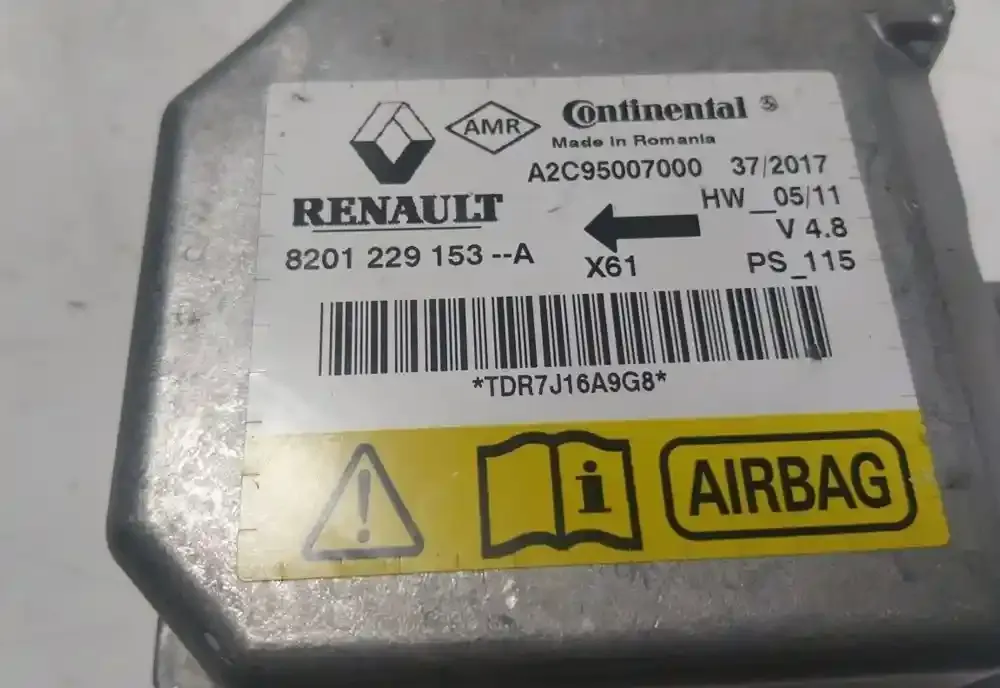 AMR
Continental
Made in Romania
A2C95007000 37/2017
HW_05/11
RENAULT
V 4.8
8201 229 153--A
X61
PS_115
*TDR7J16A9G8*
i
AIRBAG